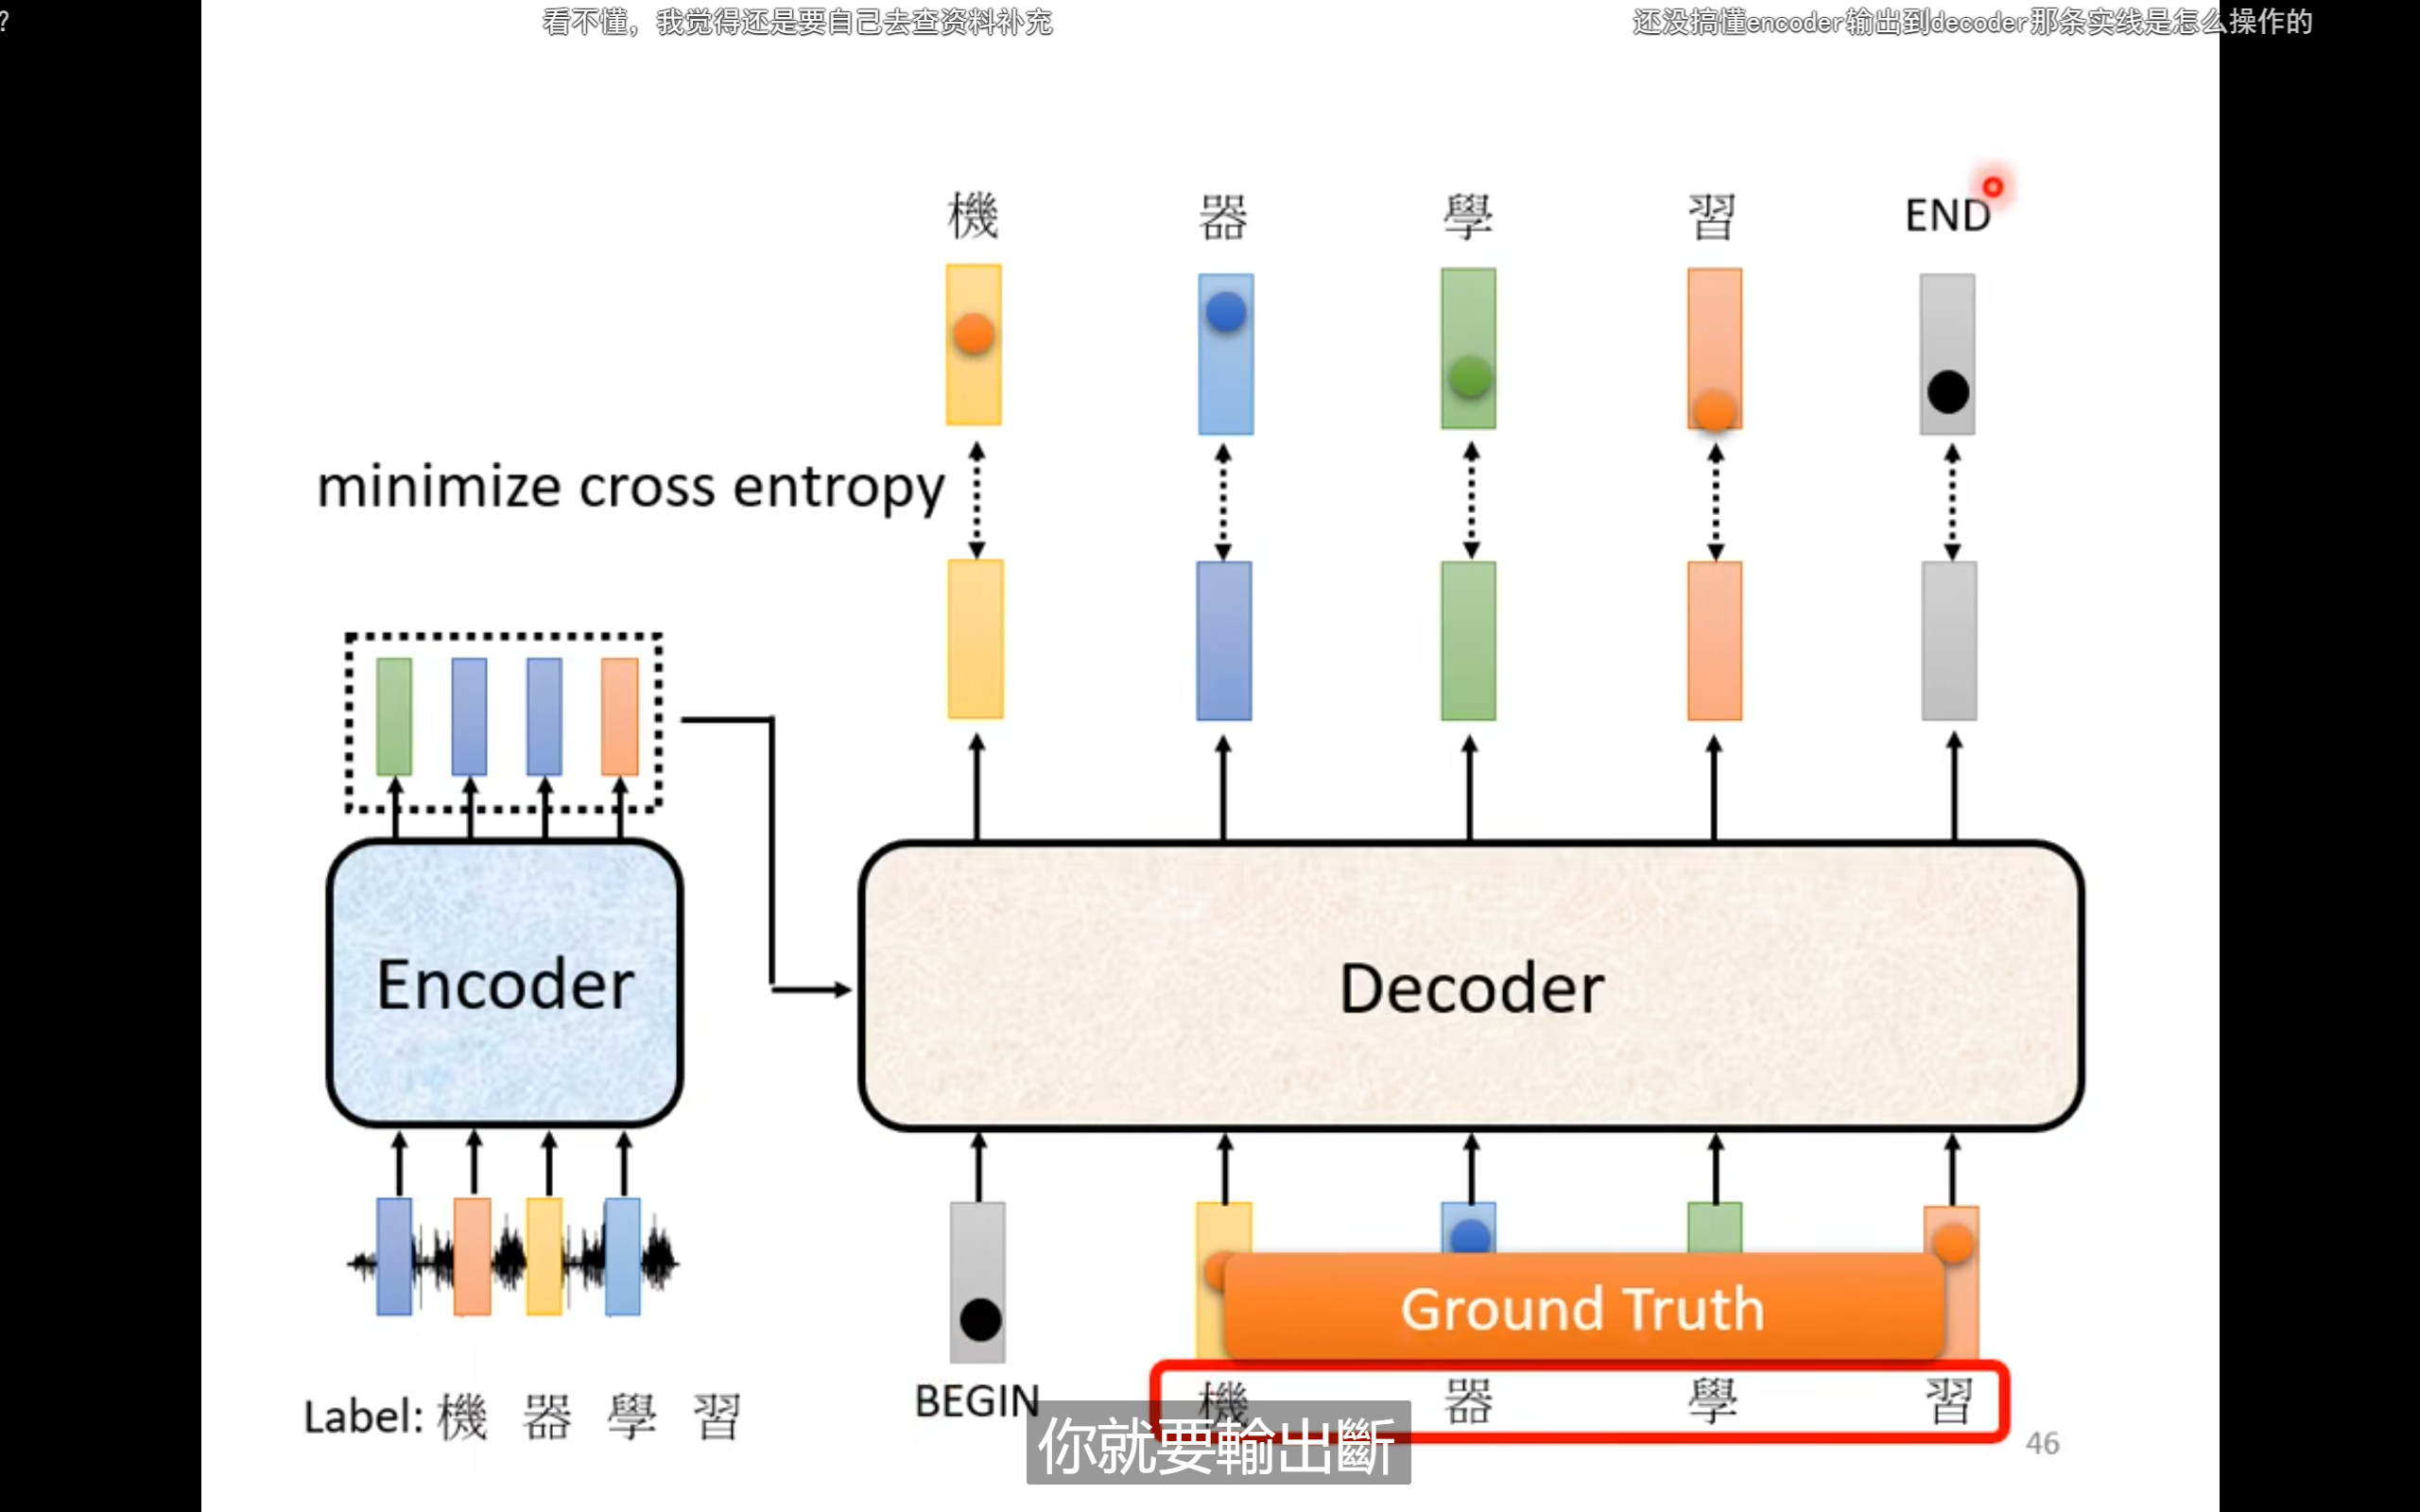 ?
看不懂，我觉得还是要自己去查资料补充
还没搞懂encoder输出到decoder那条实线是怎么操作的
機 器 學 習 END
minimize cross entropy
Encoder
Decoder
Ground Truth
Label: 機 器 學 習
BEGIN 機 器 學 習
你就要輸出斷
46